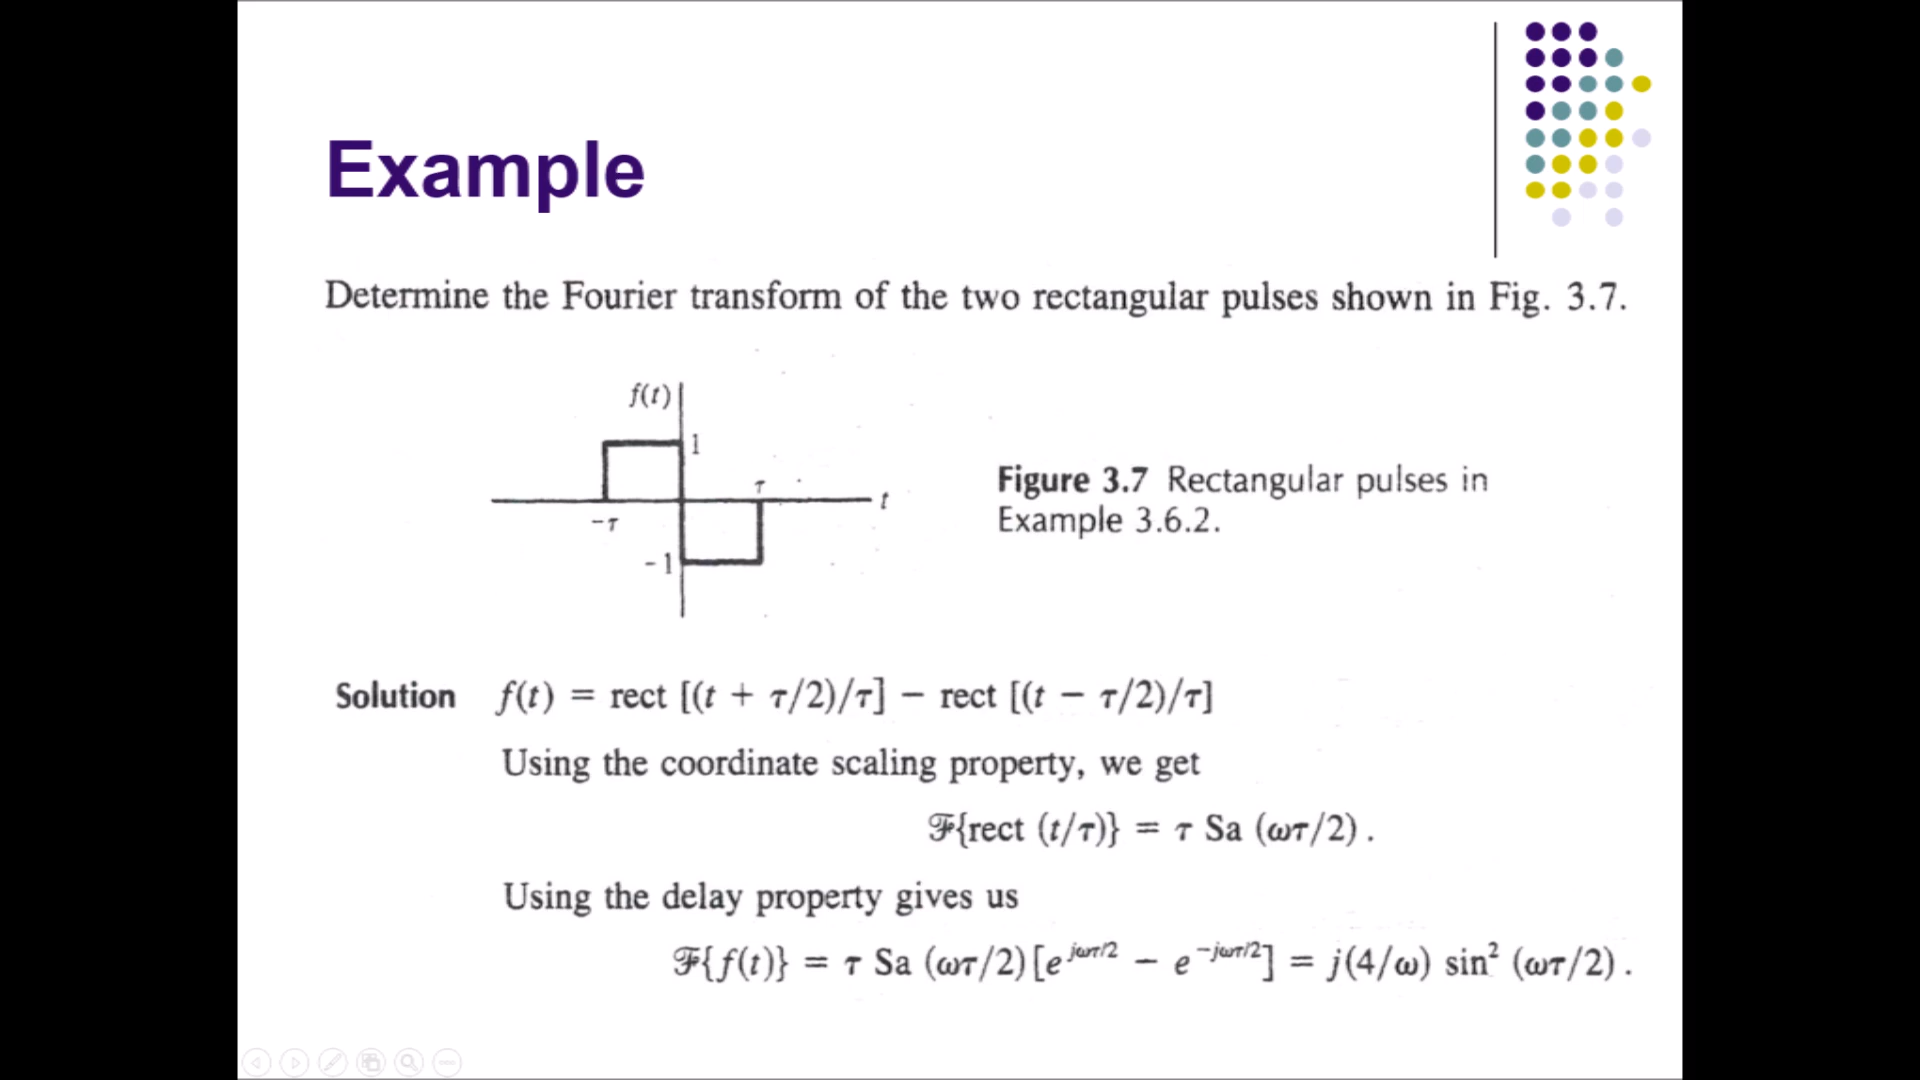 Example
Determine the Fourier transform of the two rectangular pulses shown in Fig. 3.7.
f(t)
1
τ
t
-τ
-1
Figure 3.7 Rectangular pulses in
Example 3.6.2.
Solution f(t) = rect [(t + τ/2)/τ] − rect [(t − τ/2)/τ]
Using the coordinate scaling property, we get
ℱ{rect (t/τ)} = τ Sa (ωτ/2) .
Using the delay property gives us
ℱ{f(t)} = τ Sa (ωτ/2)[e^{jωτ/2} − e^{−jωτ/2}] = j(4/ω) sin² (ωτ/2) .